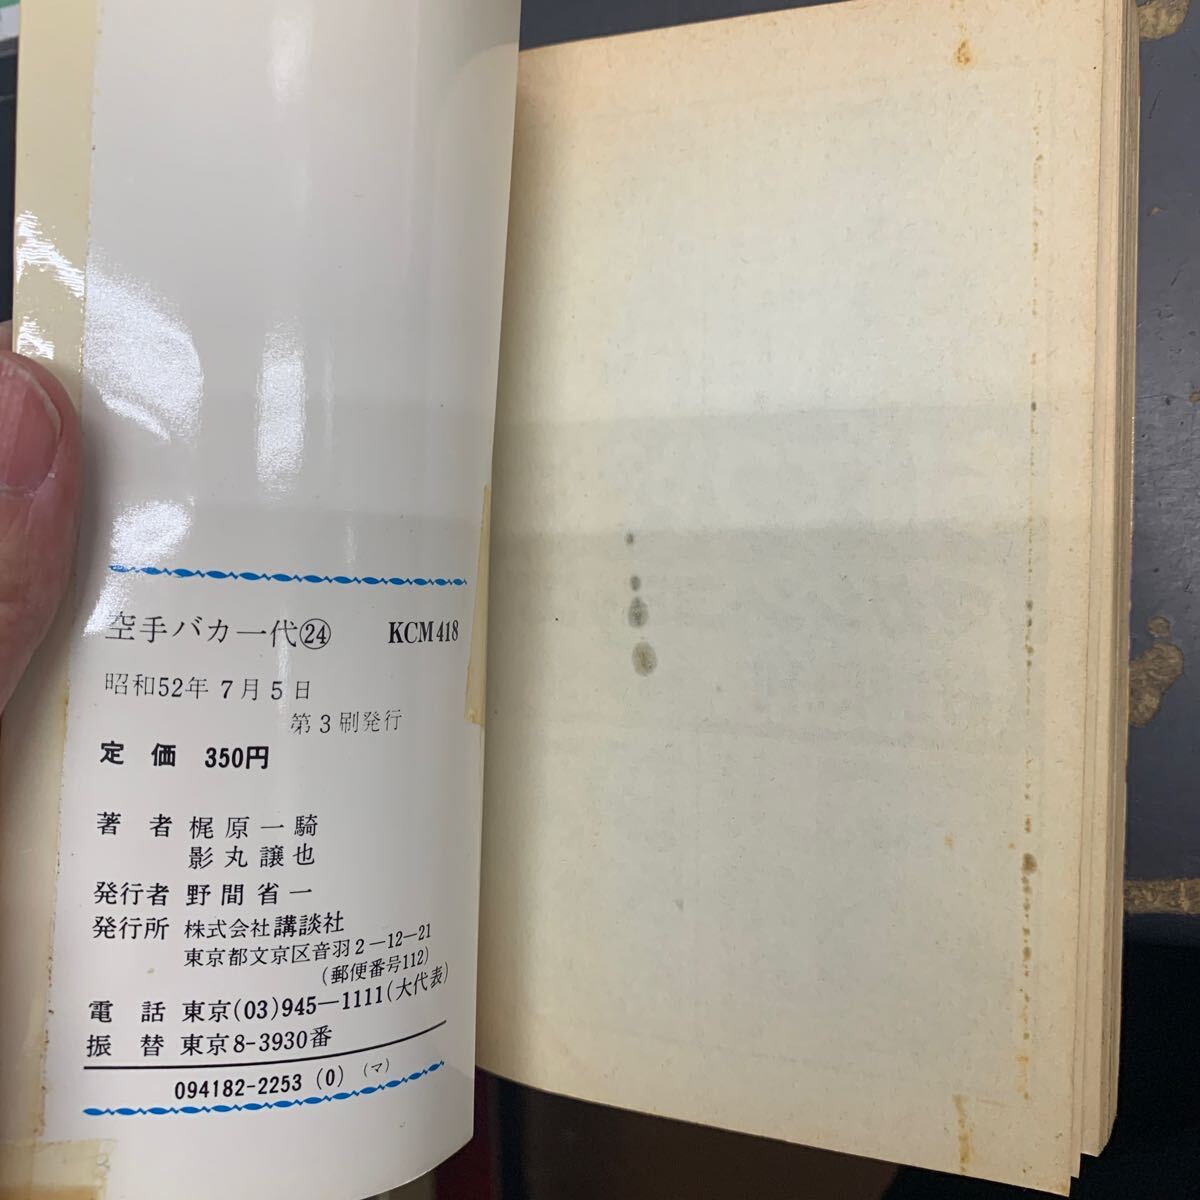 空手バカ一代㉔ KCM418
昭和52年7月5日
第3刷発行
定価 350円
著者 梶原一騎
影丸譲也
発行者 野間省一
発行所 株式会社講談社
東京都文京区音羽2―12―21
(郵便番号112)
電話 東京(03)945―1111(大代表)
振替 東京8-3930番
094182-2253 (0) (マ)